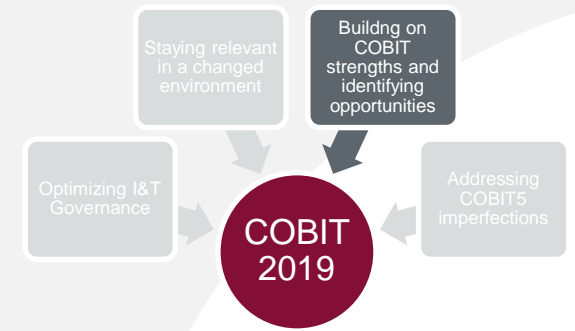 Staying relevant
in a changed
environment
Buildng on
COBIT
strengths and
identifying
opportunities
Optimizing I&T
Governance
Addressing
COBIT5
imperfections
COBIT
2019